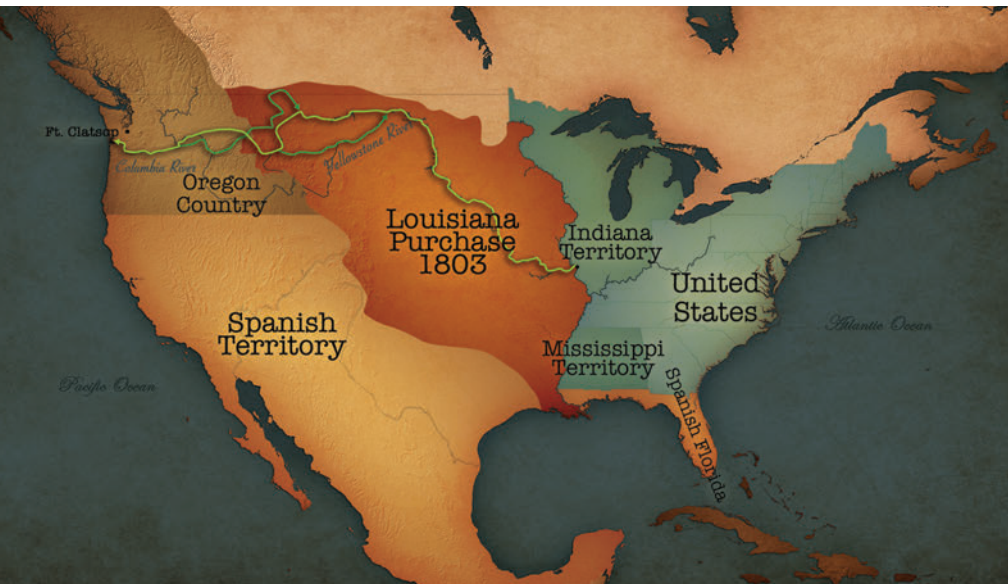 Ft. Clatsop
Columbia River
Yellowstone River
Oregon
Country
Louisiana
Purchase
1803
Indiana
Territory
United
States
Spanish
Territory
Mississippi
Territory
Spanish Florida
Atlantic Ocean
Pacific Ocean